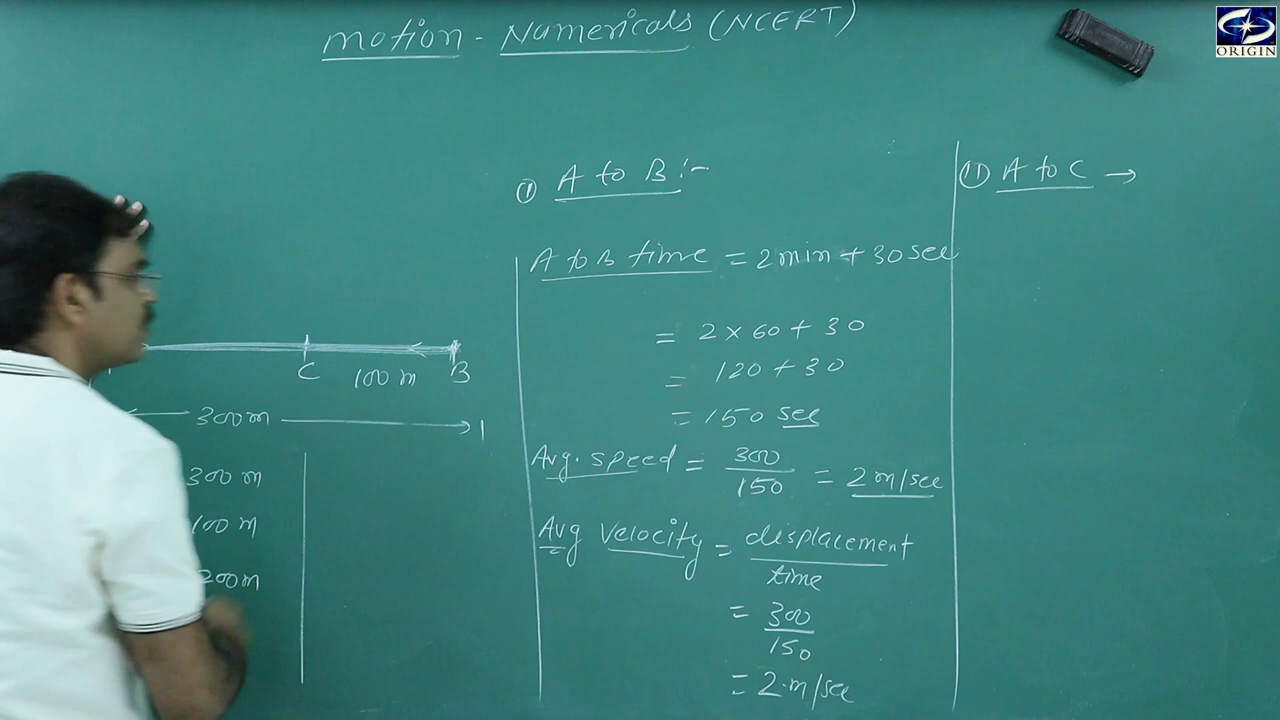 motion - Numericals (NCERT)
ORIGIN
C 100 m B
300 m
300 m
100 m
200 m
① A to B :-
A to B time = 2 min + 30 sec
= 2 × 60 + 30
= 120 + 30
= 150 sec
Avg. speed = 300/150 = 2 m/sec
Avg velocity = displacement/time
= 300/150
= 2 m/sec
① A to C →